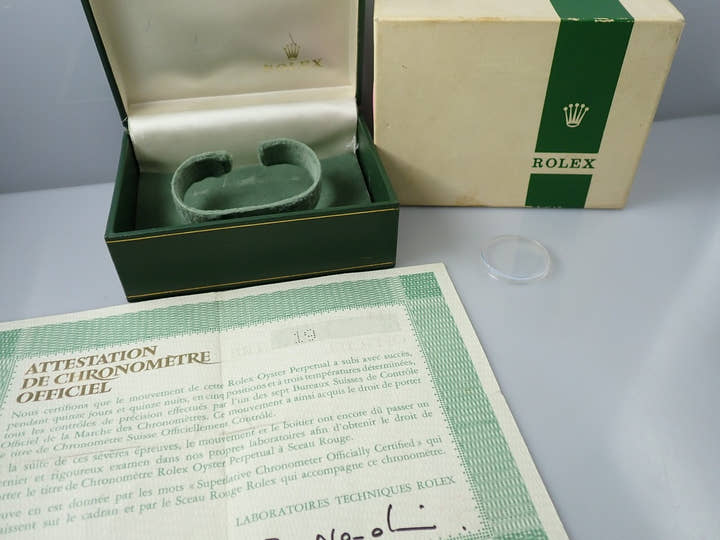 ROLEX
ROLEX
19
ATTESTATION
DE CHRONOMÈTRE
OFFICIEL
Nous certifions que le mouvement de cette Rolex Oyster Perpetual a subi avec succès,
pendant quinze jours et quinze nuits, en cinq positions et à trois températures déterminées,
tous les contrôles de précision effectués par l'un des sept Bureaux Suisses de Contrôle
Officiel de la Marche des Chronomètres. Ce mouvement a ainsi acquis le droit de porter
le titre de Chronomètre Suisse Officiellement Contrôlé.
la suite de ces sévères épreuves, le mouvement et le boîtier ont encore dû passer un
et rigoureux examen dans nos propres laboratoires afin d'obtenir le droit de
le titre de Chronomètre Rolex Oyster Perpetual à Sceau Rouge.
en est donnée par les mots «Superlative Chronometer Officially Certified» qui
sur le cadran et par le Sceau Rouge Rolex qui accompagne ce chronomètre.
LABORATOIRES TECHNIQUES ROLEX